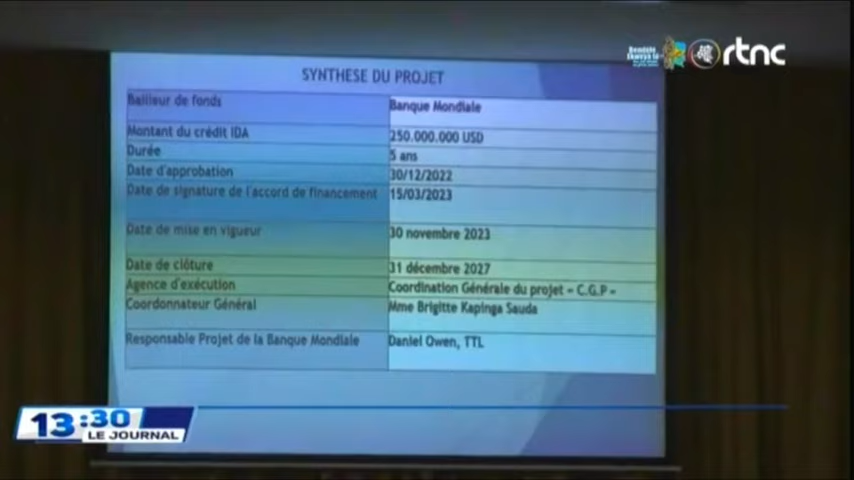 rtnc
SYNTHESE DU PROJET
Bailleur de fonds Banque Mondiale
Montant du crédit IDA 250.000.000 USD
Durée 5 ans
Date d'approbation 30/12/2022
Date de signature de l'accord de financement 15/03/2023
Date de mise en vigueur 30 novembre 2023
Date de clôture 31 décembre 2027
Agence d'exécution Coordination Générale du projet « C.G.P »
Coordonnateur Général Mme Brigitte Kapinga Sauda
Responsable Projet de la Banque Mondiale Daniel Owen, TTL
13:30
LE JOURNAL